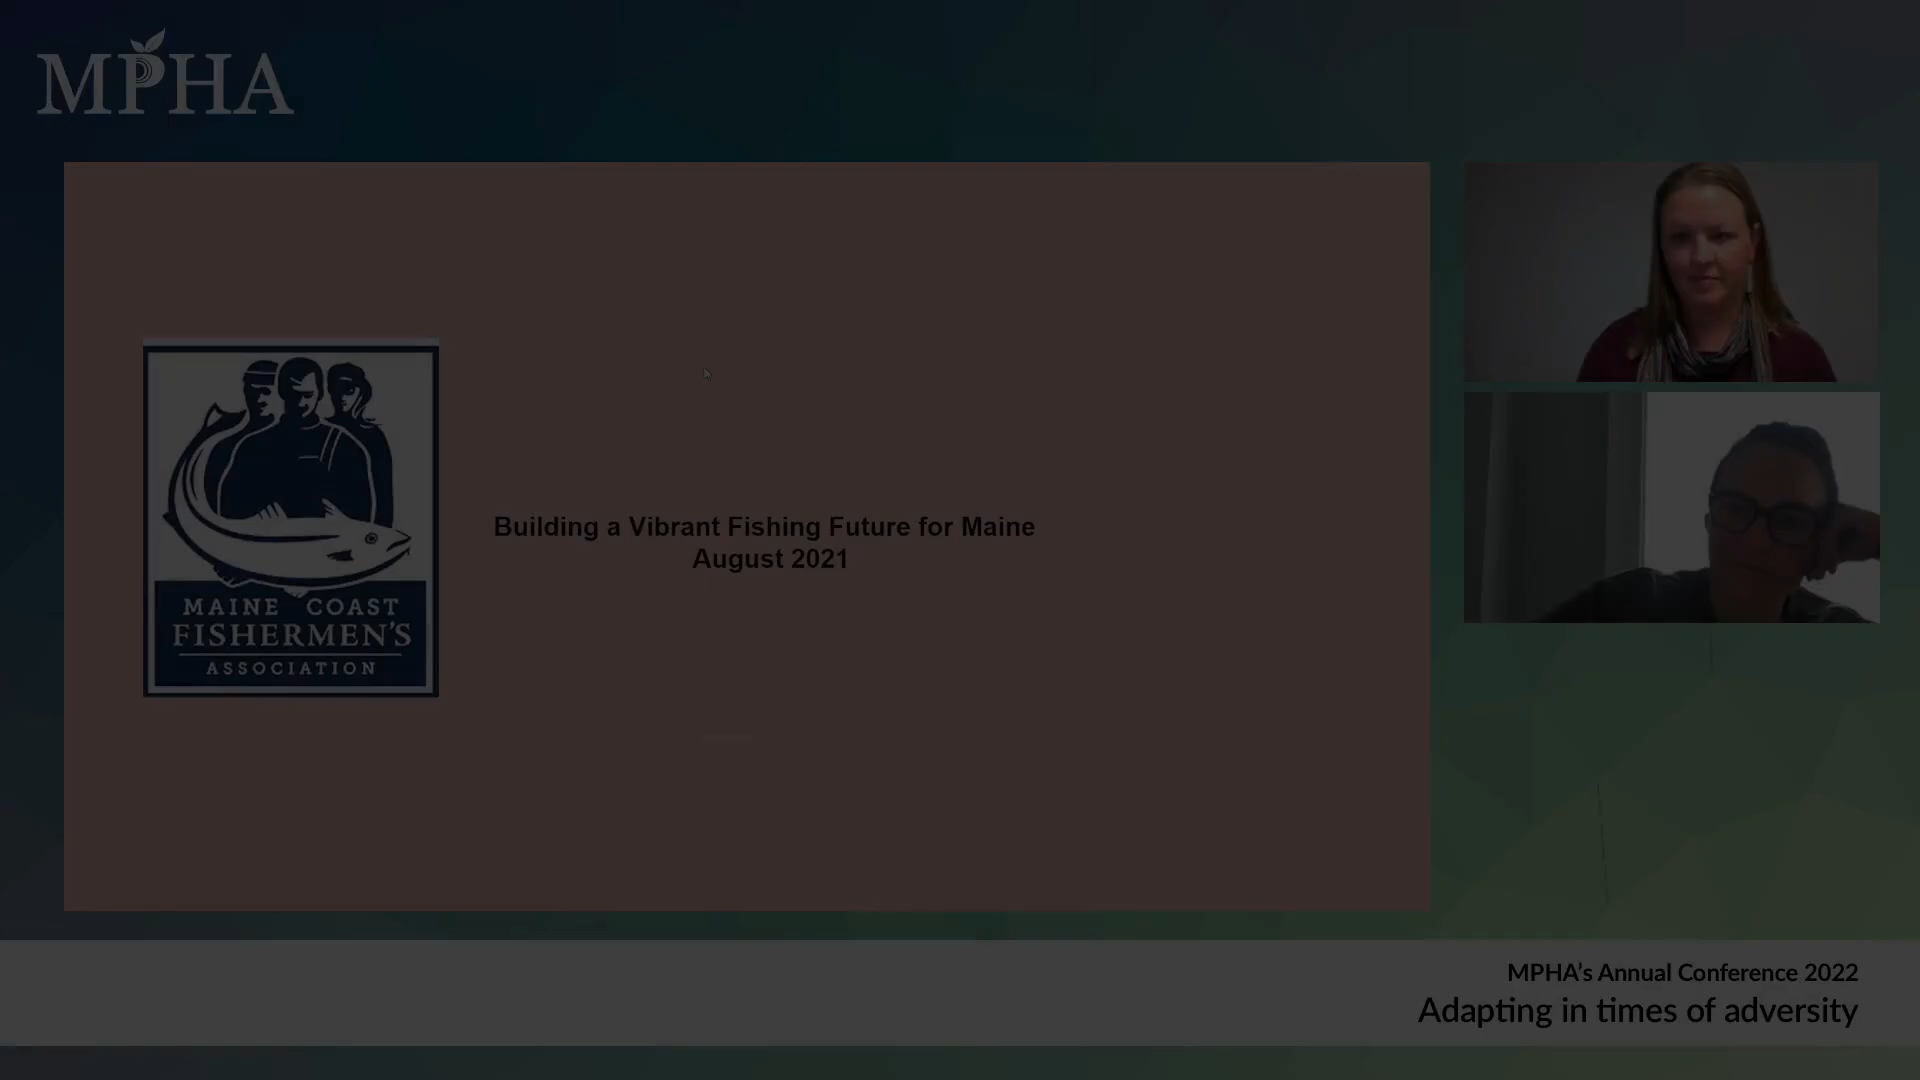 MPHA
Building a Vibrant Fishing Future for Maine
August 2021
MAINE COAST
FISHERMEN'S
ASSOCIATION
MPHA's Annual Conference 2022
Adapting in times of adversity